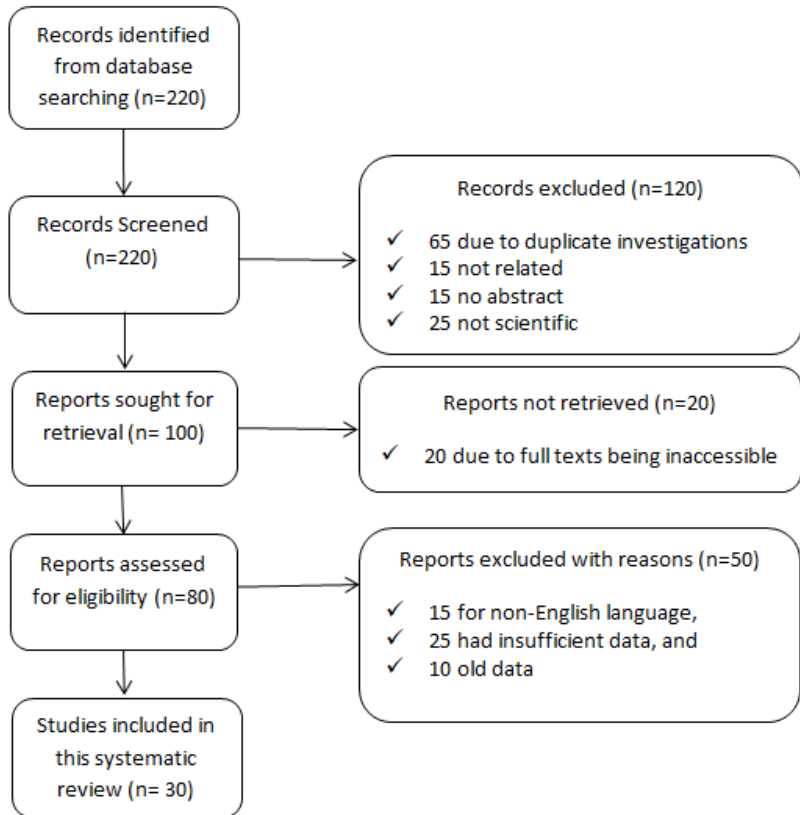 Records identified
from database
searching (n=220)
Records Screened
(n=220)
Records excluded (n=120)
✓ 65 due to duplicate investigations
✓ 15 not related
✓ 15 no abstract
✓ 25 not scientific
Reports sought for
retrieval (n= 100)
Reports not retrieved (n=20)
✓ 20 due to full texts being inaccessible
Reports assessed
for eligibility (n=80)
Reports excluded with reasons (n=50)
✓ 15 for non-English language,
✓ 25 had insufficient data, and
✓ 10 old data
Studies included in
this systematic
review (n= 30)